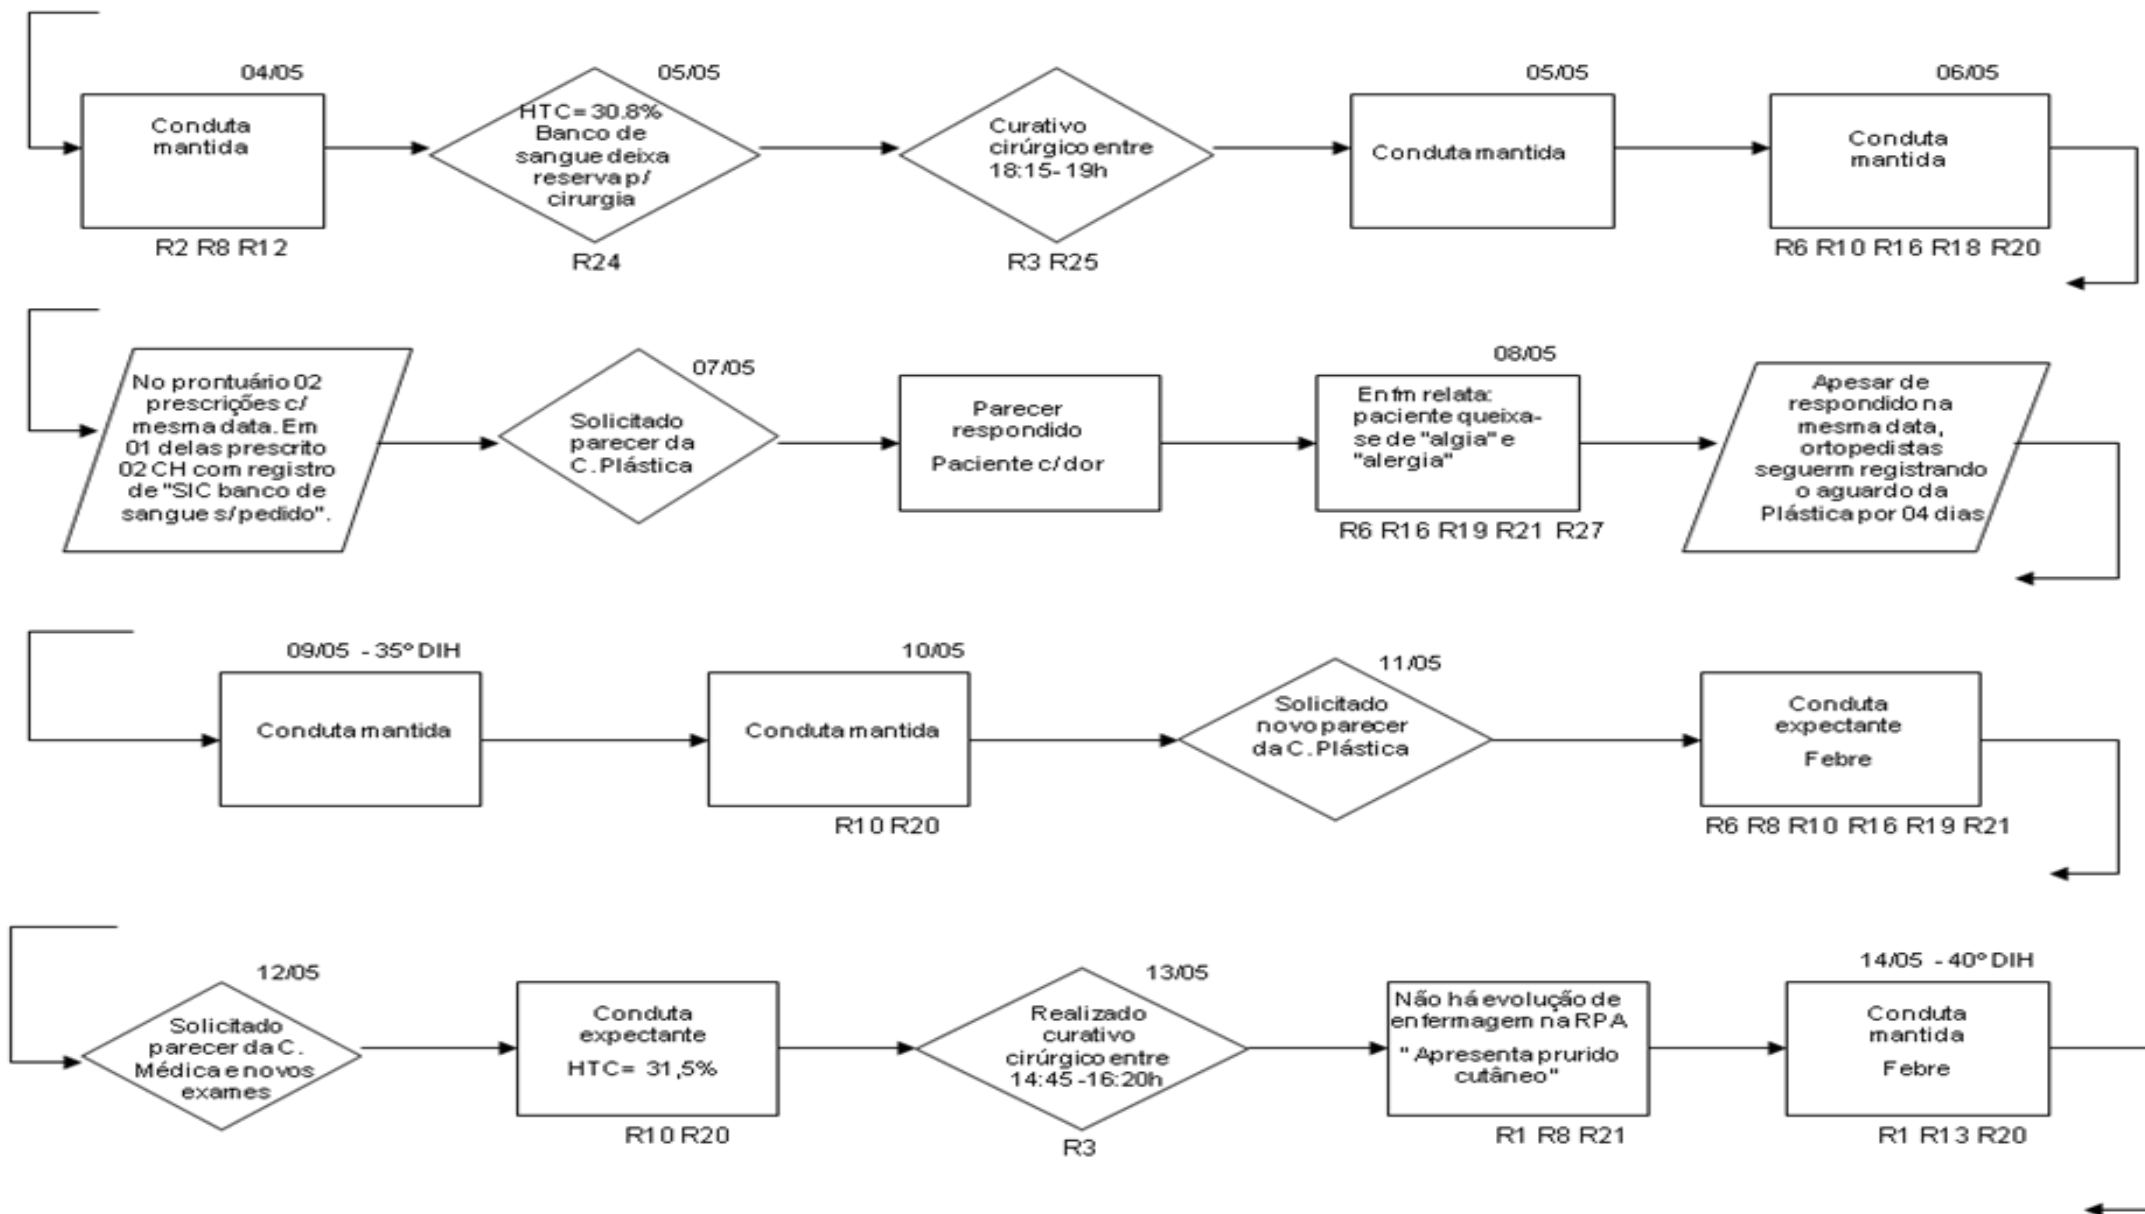 04/05
Conduta
mantida
R2 R8 R12
05/05
HTC= 30.8%
Banco de
sangue deixa
reserva p/
cirurgia
R24
Curativo
cirúrgico entre
18:15- 19h
R3 R25
05/05
Conduta mantida
06/05
Conduta
mantida
R6 R10 R16 R18 R20
No prontuário 02
prescrições c/
mesma data. Em
01 delas prescrito
02 CH com registro
de "SIC banco de
sangue s/pedido".
07/05
Solicitado
parecer da
C. Plástica
Parecer
respondido
Paciente c/dor
08/05
Enfm relata:
paciente queixa-
se de "algia" e
"alergia"
R6 R16 R19 R21 R27
Apesar de
respondido na
mesma data,
ortopedistas
seguerm registrando
o aguardo da
Plástica por 04 dias
09/05 - 35º DIH
Conduta mantida
10/05
Conduta mantida
R10 R20
11/05
Solicitado
novo parecer
da C. Plástica
Conduta
expectante
Febre
R6 R8 R10 R16 R19 R21
12/05
Solicitado
parecer da C.
Médica e novos
exames
Conduta
expectante
HTC= 31,5%
R10 R20
13/05
Realizado
curativo
cirúrgico entre
14:45 -16:20h
R3
Não há evolução de
enfermagem na RPA
" Apresenta prurido
cutâneo"
R1 R8 R21
14/05 - 40º DIH
Conduta
mantida
Febre
R1 R13 R20